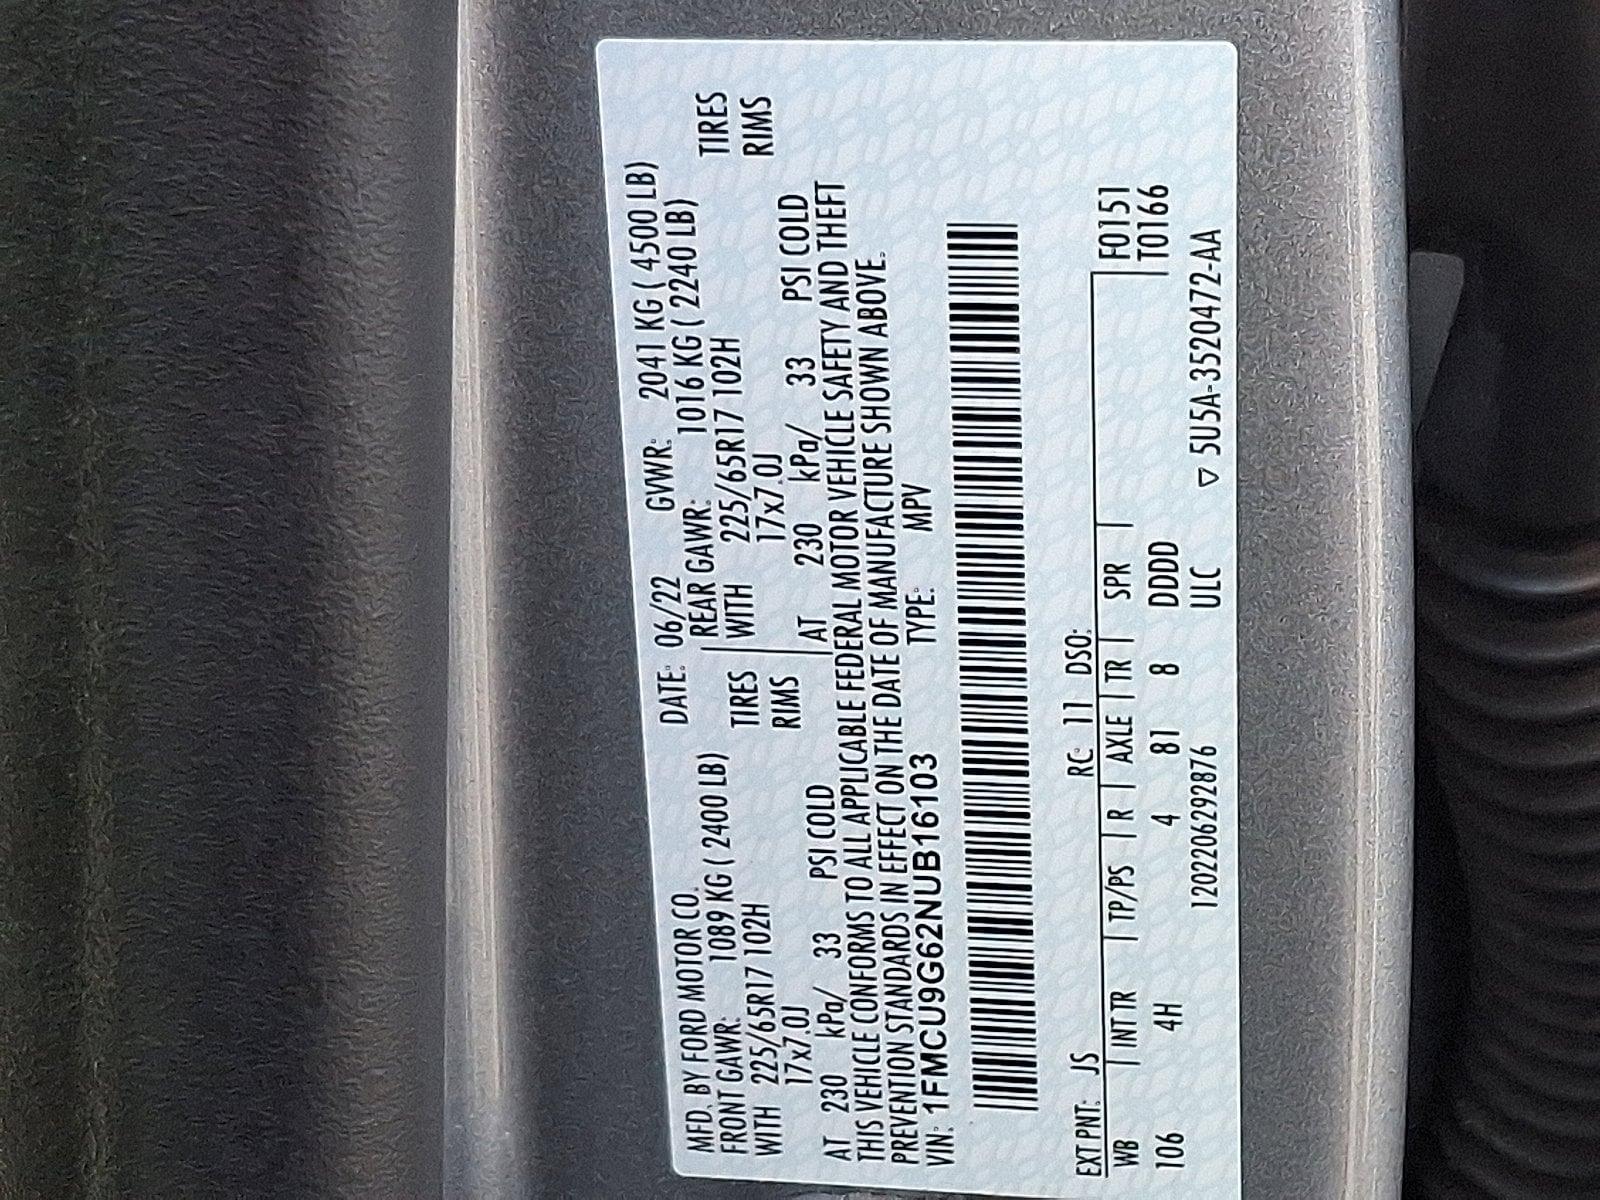 MFD. BY FORD MOTOR CO. DATE: 06/22 GVWR: 2041 KG ( 4500 LB)
FRONT GAWR: 1089 KG ( 2400 LB) REAR GAWR: 1016 KG ( 2240 LB)
WITH 225/65R17 102H TIRES WITH 225/65R17 102H TIRES
17x7.0J RIMS 17x7.0J RIMS
AT 230 kPa/ 33 PSI COLD AT 230 kPa/ 33 PSI COLD
THIS VEHICLE CONFORMS TO ALL APPLICABLE FEDERAL MOTOR VEHICLE SAFETY AND THEFT
PREVENTION STANDARDS IN EFFECT ON THE DATE OF MANUFACTURE SHOWN ABOVE.
VIN: 1FMCU9G62NUB16103 TYPE: MPV
EXT PNT: JS RC: 11 DSO: F0151
WB INT TR TP/PS R AXLE TR SPR T0166
106 4H 4 81 8 DDDD
12022062​92876 UIC ▽ 5U5A-3520472-AA